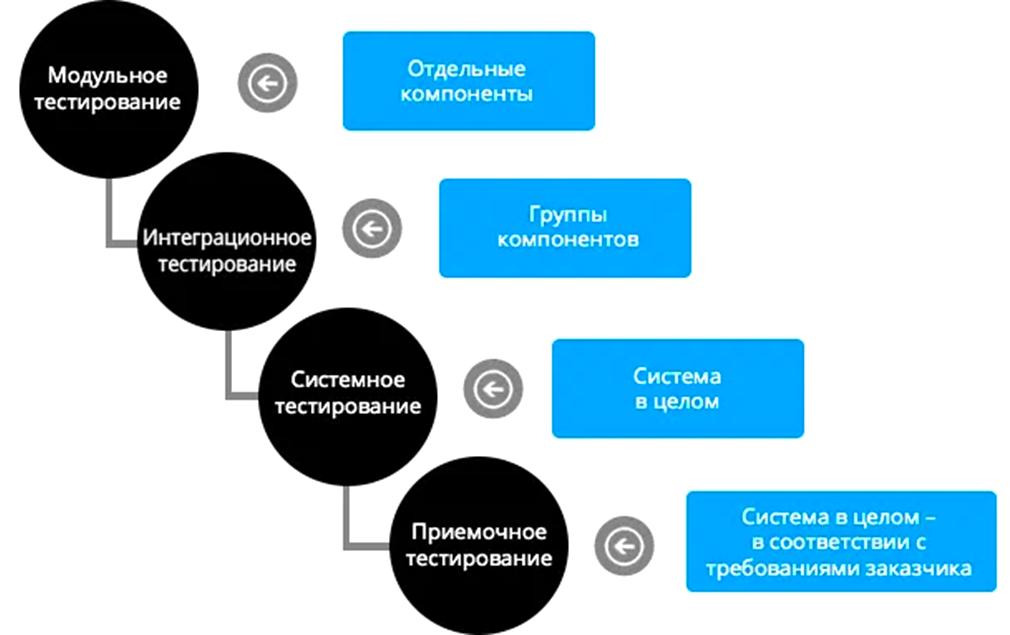 Модульное
тестирование
Отдельные
компоненты
Интеграционное
тестирование
Группы
компонентов
Системное
тестирование
Система
в целом
Приемочное
тестирование
Система в целом –
в соответствии с
требованиями заказчика